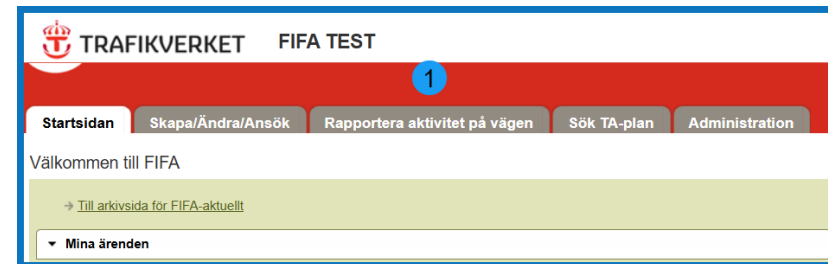 TRAFIKVERKET FIFA TEST
1
Startsidan Skapa/Ändra/Ansök Rapportera aktivitet på vägen Sök TA-plan Administration
Välkommen till FIFA
→ Till arkivsida för FIFA-aktuellt
Mina ärenden